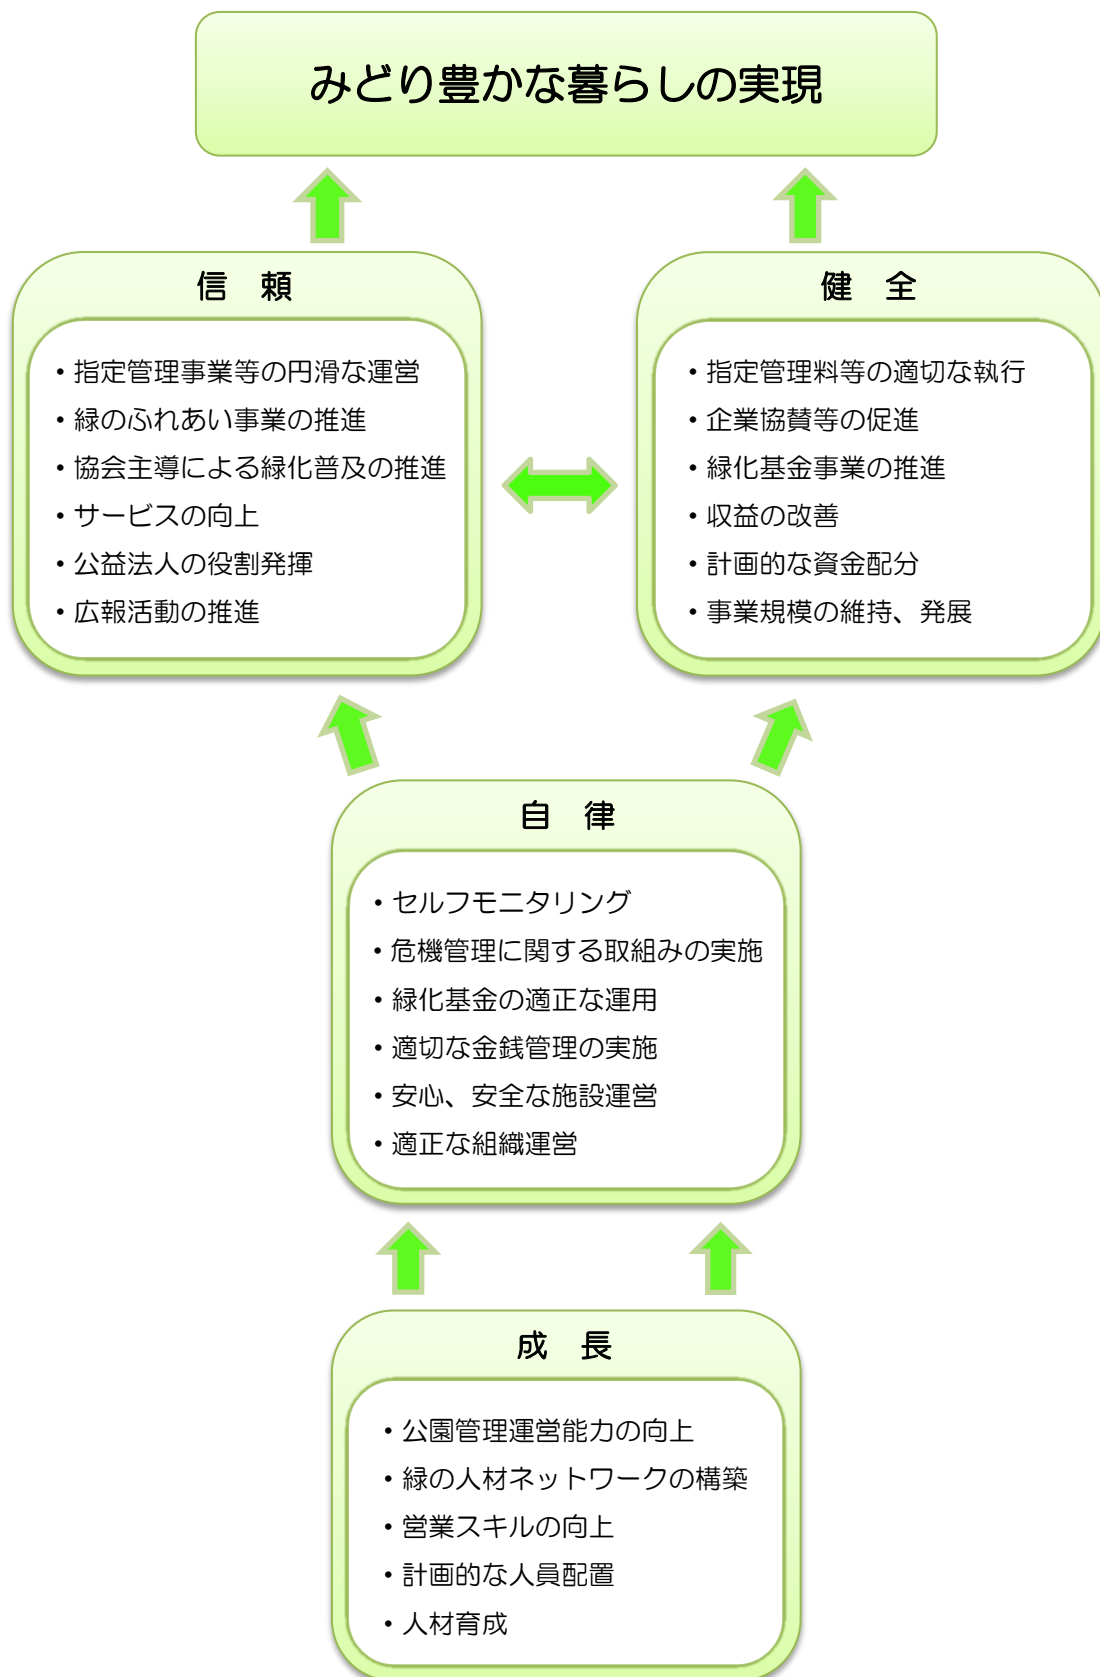 みどり豊かな暮らしの実現
信　頼
・指定管理事業等の円滑な運営
・緑のふれあい事業の推進
・協会主導による緑化普及の推進
・サービスの向上
・公益法人の役割発揮
・広報活動の推進
健　全
・指定管理料等の適切な執行
・企業協賛等の促進
・緑化基金事業の推進
・収益の改善
・計画的な資金配分
・事業規模の維持、発展
自　律
・セルフモニタリング
・危機管理に関する取組みの実施
・緑化基金の適正な運用
・適切な金銭管理の実施
・安心、安全な施設運営
・適正な組織運営
成　長
・公園管理運営能力の向上
・緑の人材ネットワークの構築
・営業スキルの向上
・計画的な人員配置
・人材育成